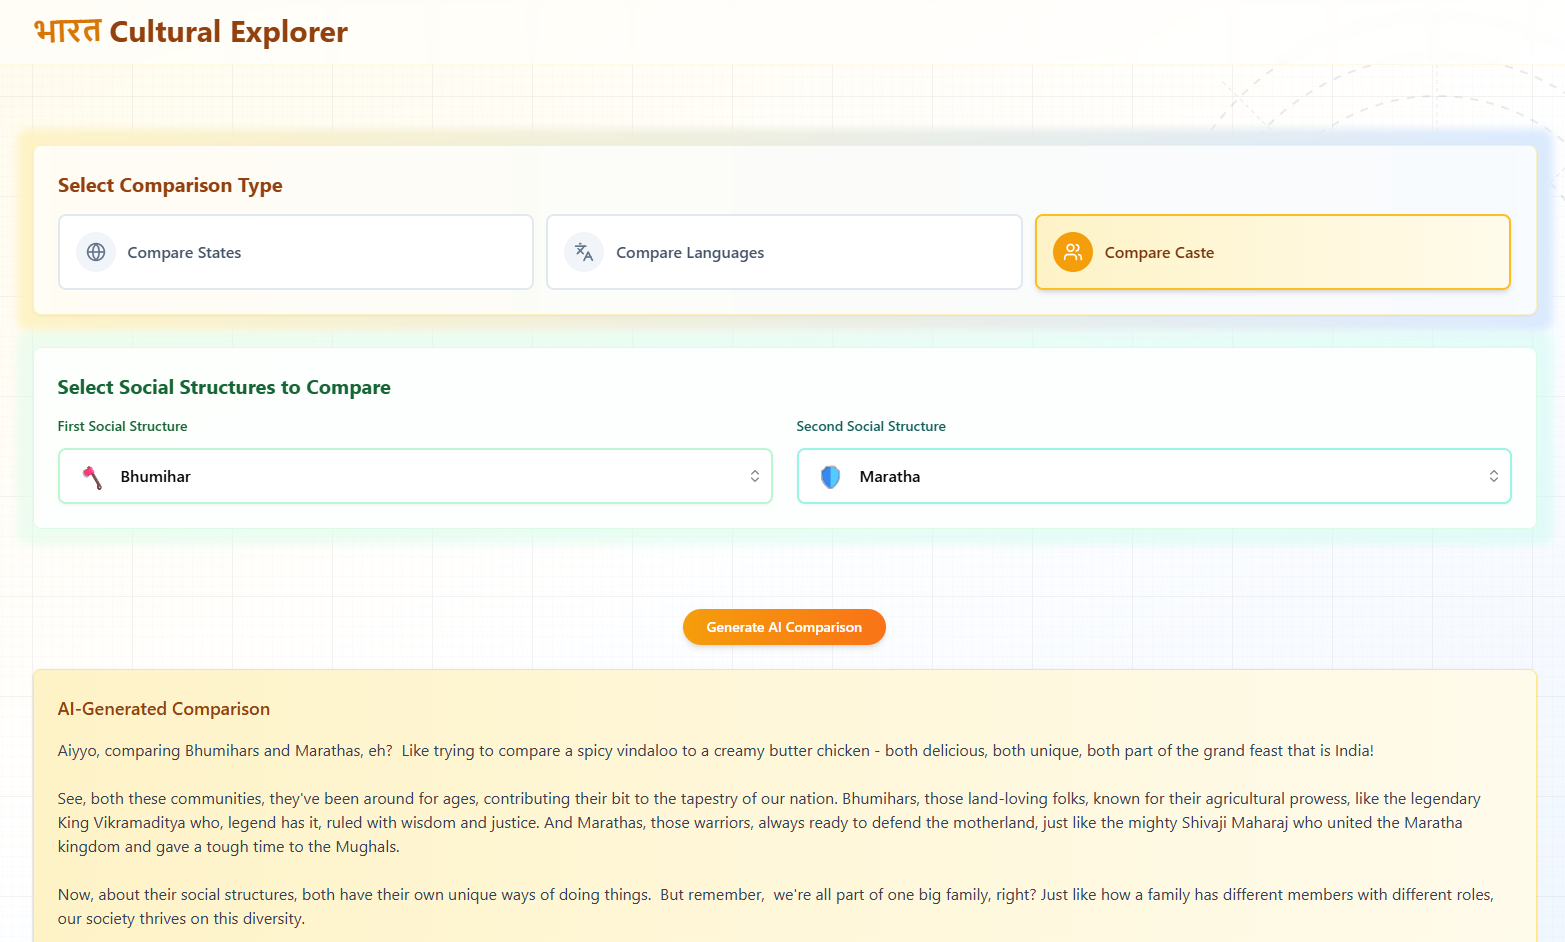 भारत Cultural Explorer
Select Comparison Type
Compare States
Compare Languages
Compare Caste
Select Social Structures to Compare
First Social Structure
Second Social Structure
Bhumihar
Maratha
Generate AI Comparison
AI-Generated Comparison
Aiyyo, comparing Bhumihars and Marathas, eh?  Like trying to compare a spicy vindaloo to a creamy butter chicken - both delicious, both unique, both part of the grand feast that is India!
See, both these communities, they've been around for ages, contributing their bit to the tapestry of our nation. Bhumihars, those land-loving folks, known for their agricultural prowess, like the legendary
King Vikramaditya who, legend has it, ruled with wisdom and justice. And Marathas, those warriors, always ready to defend the motherland, just like the mighty Shivaji Maharaj who united the Maratha
kingdom and gave a tough time to the Mughals.
Now, about their social structures, both have their own unique ways of doing things.  But remember,  we're all part of one big family, right? Just like how a family has different members with different roles,
our society thrives on this diversity.